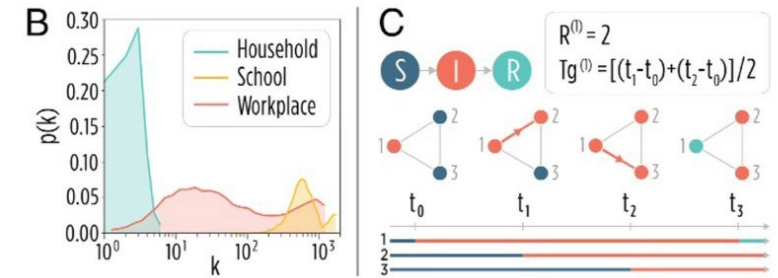 B
0.30
0.25
0.20
0.15
0.10
0.05
0.00
p(k)
10⁰
10¹
10²
10³
k
Household
School
Workplace
C
S I R
R⁽¹⁾ = 2
Tg⁽¹⁾ =[(t₁-t₀)+(t₂-t₀)]/2
1 2 3
1 2 3
1 2 3
1 2 3
t₀ t₁ t₂ t₃
1
2
3